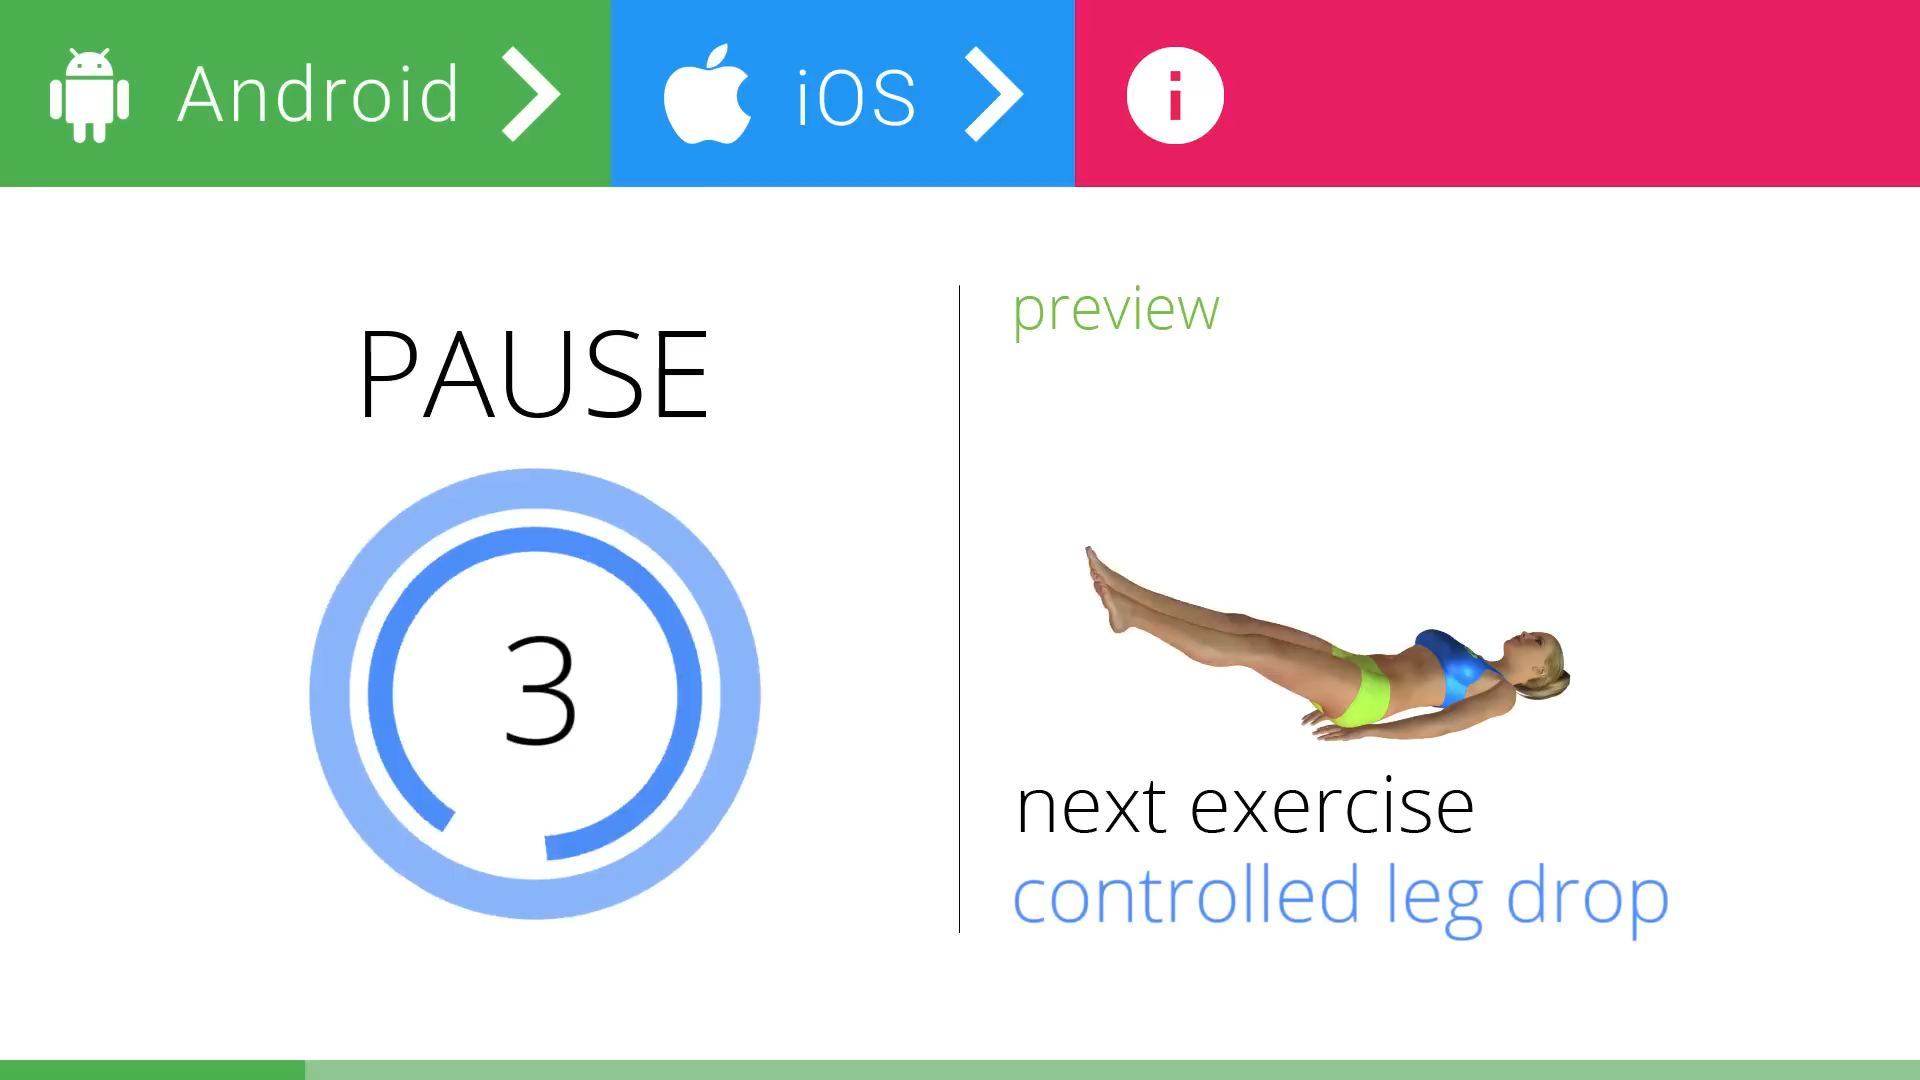 Android
iOS
i
PAUSE
3
preview
next exercise
controlled leg drop